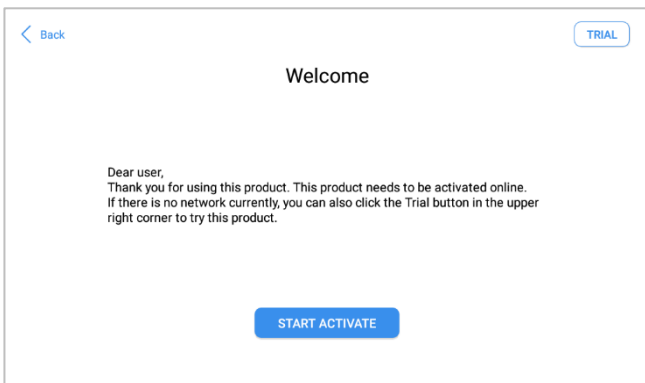 Back
TRIAL
Welcome
Dear user,
Thank you for using this product. This product needs to be activated online.
If there is no network currently, you can also click the Trial button in the upper
right corner to try this product.
START ACTIVATE